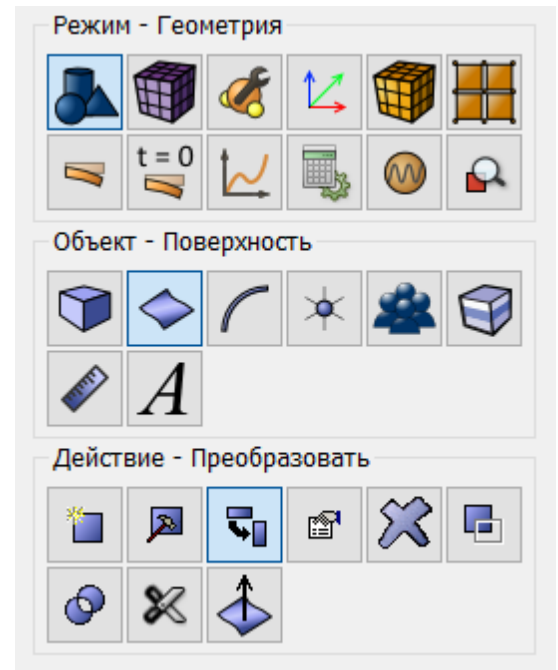 Режим - Геометрия
t = 0
Объект - Поверхность
A
Действие - Преобразовать